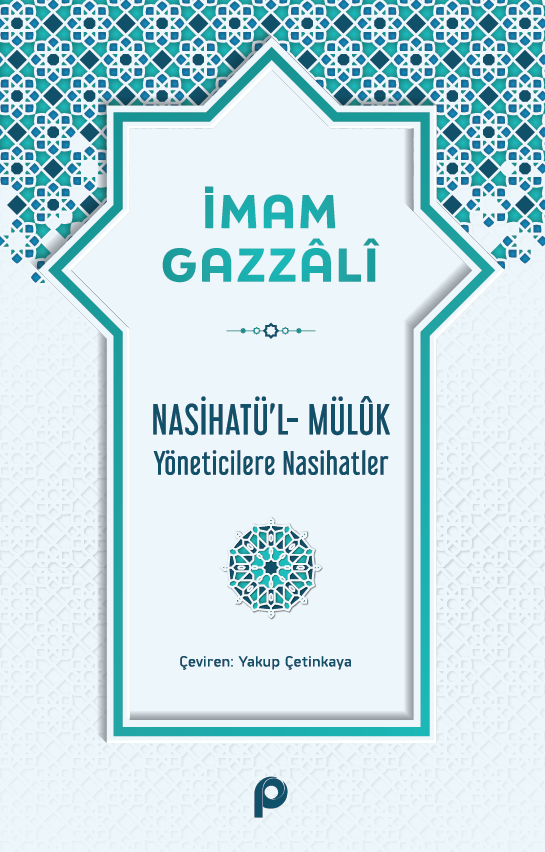 İMAM
GAZZÂLÎ
NASİHATÜ'L- MÜLÛK
Yöneticilere Nasihatler
Çeviren: Yakup Çetinkaya